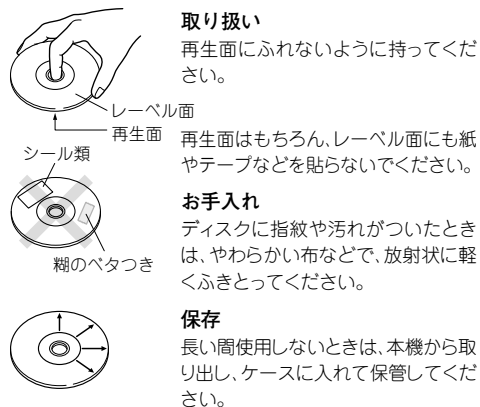 取り扱い
再生面にふれないように持ってくだ
さい。
レーベル面
再生面
再生面はもちろん、レーベル面にも紙
やテープなどを貼らないでください。
シール類
糊のベタつき
お手入れ
ディスクに指紋や汚れがついたとき
は、やわらかい布などで、放射状に軽
くふきとってください。
保存
長い間使用しないときは、本機から取
り出し、ケースに入れて保管してくだ
さい。